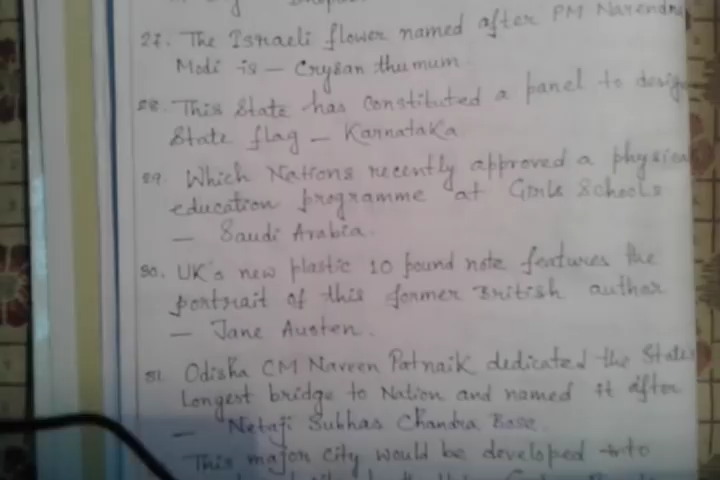 27. The Israeli flower named after PM Narendra
Modi is - Crysan thumum.
28. This State has constituted a panel to design
State flag - Karnataka
29. Which Nations recently approved a physical
education programme at Girls Schools
- Saudi Arabia.
30. UK's new plastic 10 pound note features the
portrait of this former British author
- Jane Austen.
31. Odisha CM Naveen Patnaik dedicated the States
Longest bridge to Nation and named it after
- Netaji Subhas Chandra Base.
This major city would be developed into